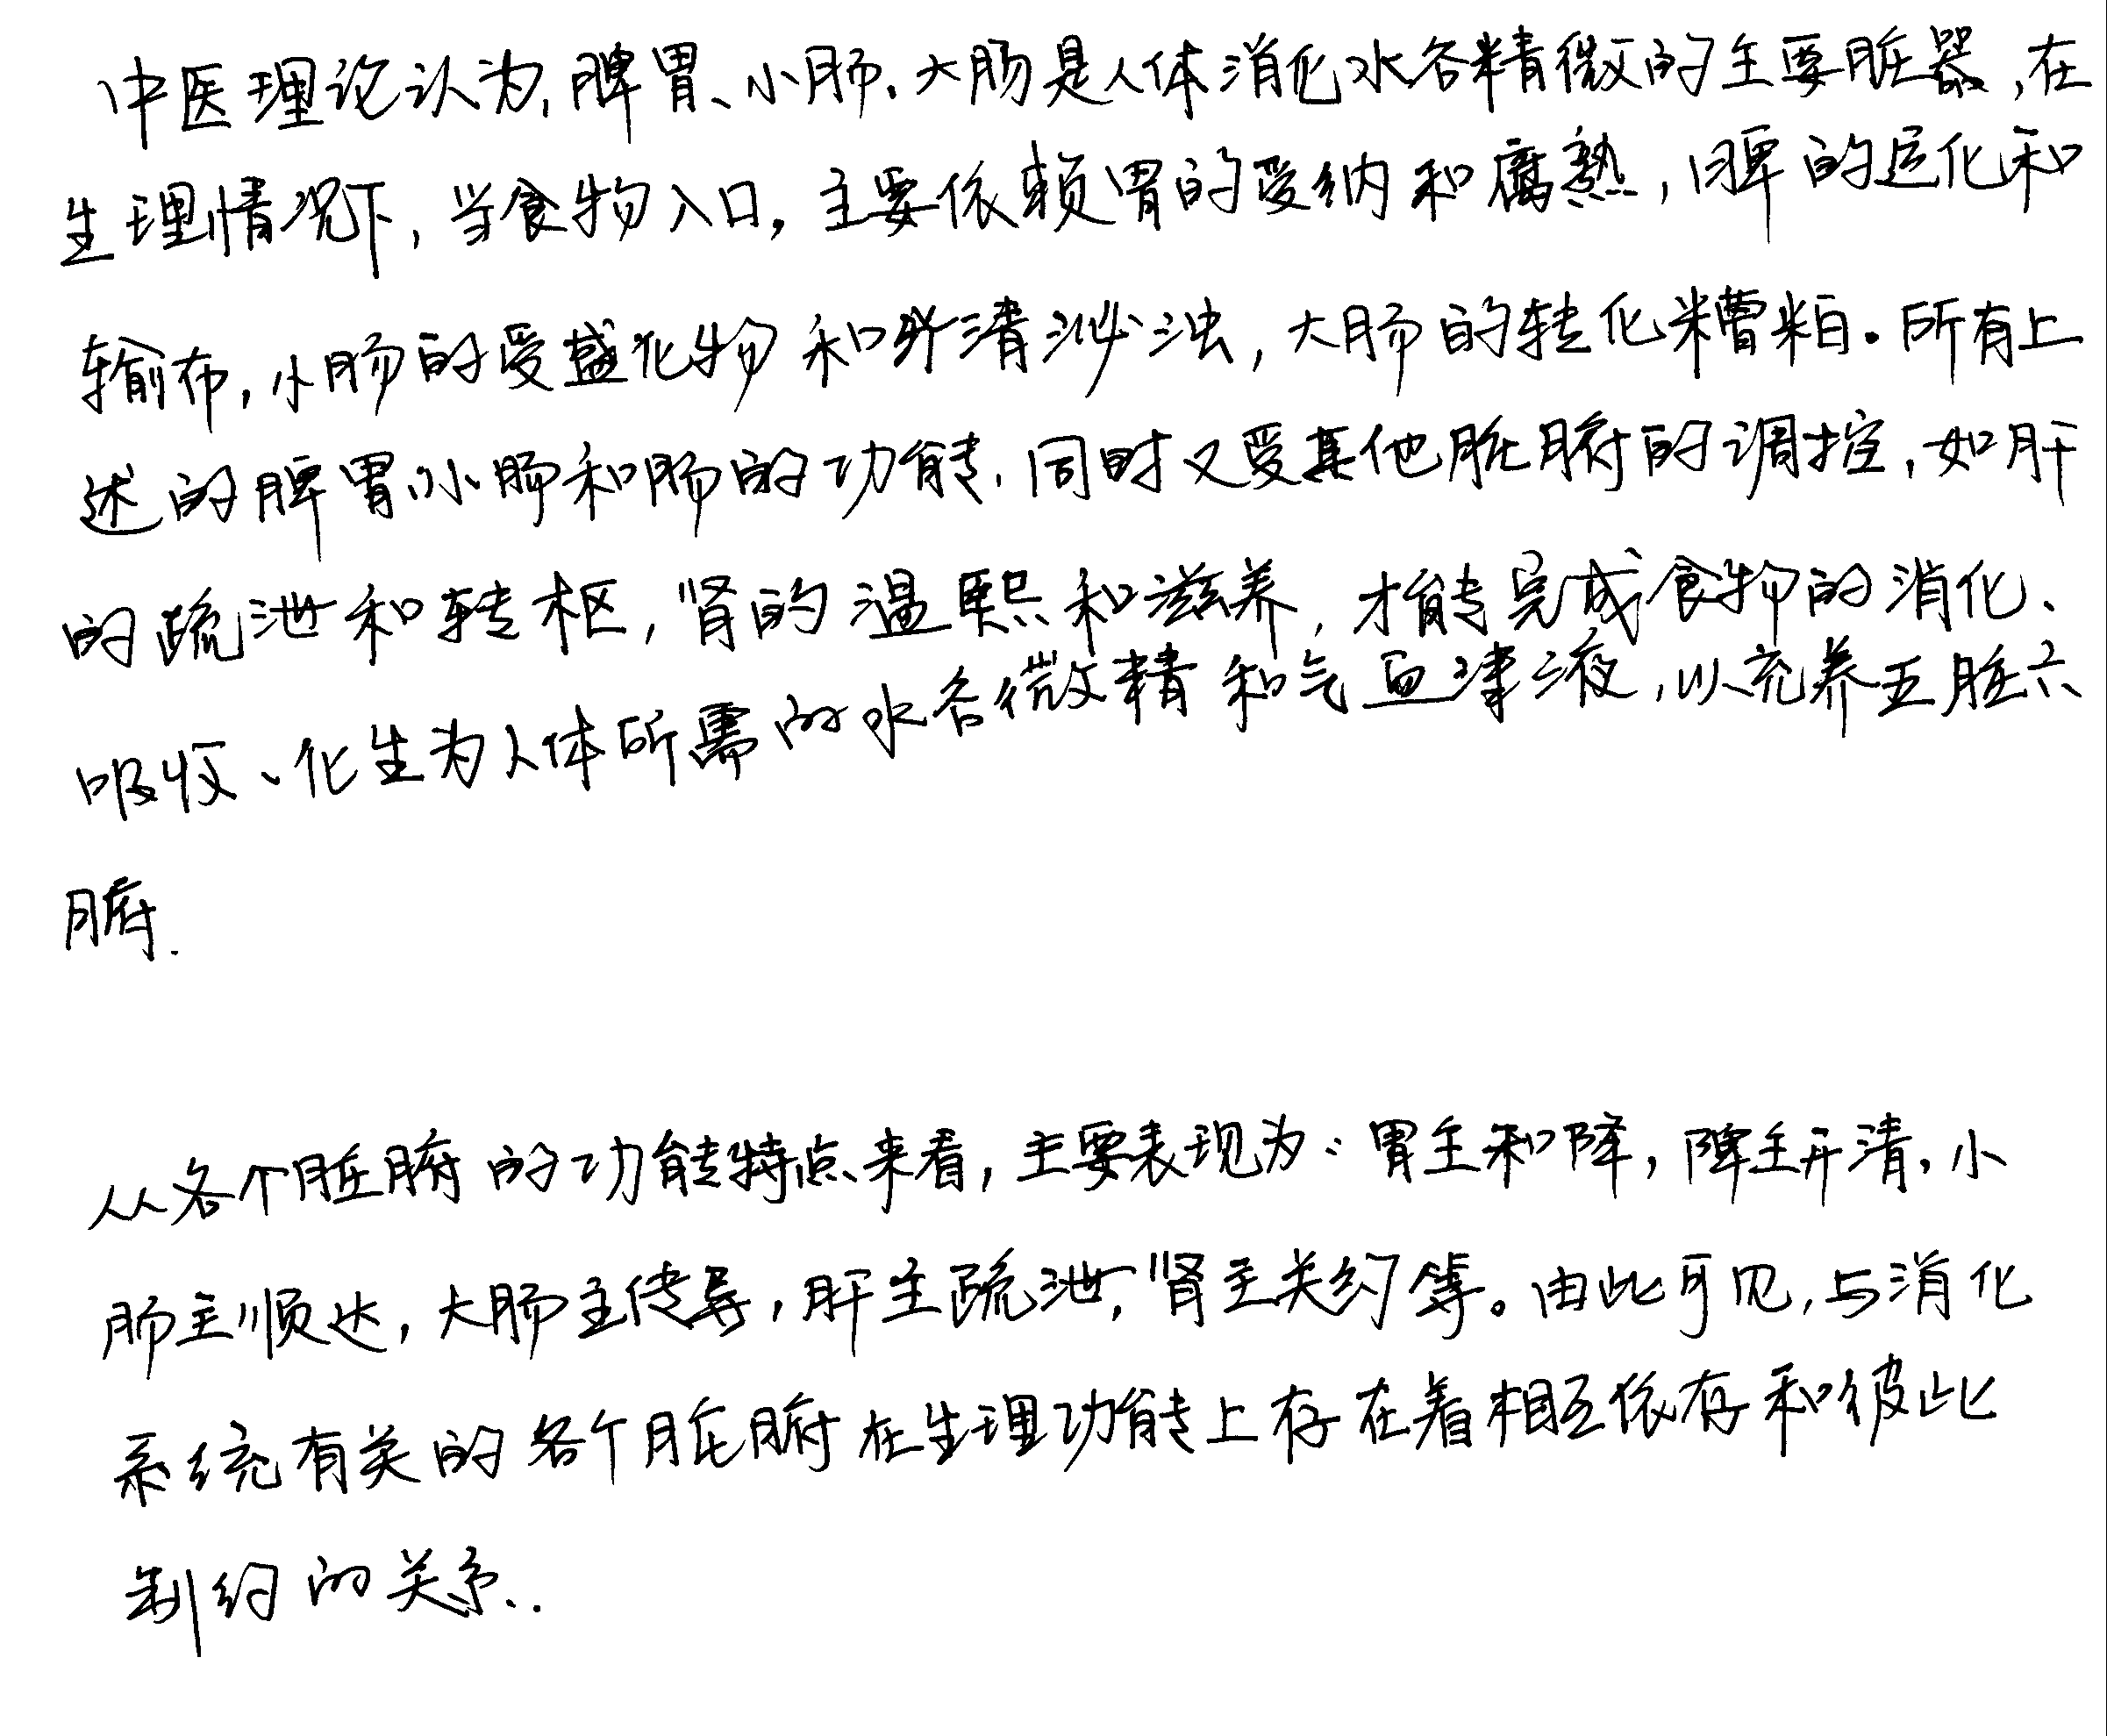 中医理论认为,脾胃、小肠、大肠是人体消化水谷精微的主要脏器,在
生理情况下,当食物入口,主要依赖胃的受纳和腐熟,脾的运化和
输布,小肠的受盛化物和升清泌浊,大肠的转化糟粕。所有上
述的脾胃、小肠和肠的功能,同时又受其他脏腑的调控,如肝
的疏泄和转枢,肾的温熙和滋养,才能完成食物的消化、
吸收、化生为人体所需的水谷微精和气血津液,以充养五脏六
腑.
从各个脏腑的功能特点来看,主要表现为:胃主和降,脾主升清,小
肠主顺达,大肠主传导,肝主疏泄,肾主关约等。由此可见,与消化
系统有关的各个脏腑在生理功能上存在着相互依存和彼此
制约的关系.